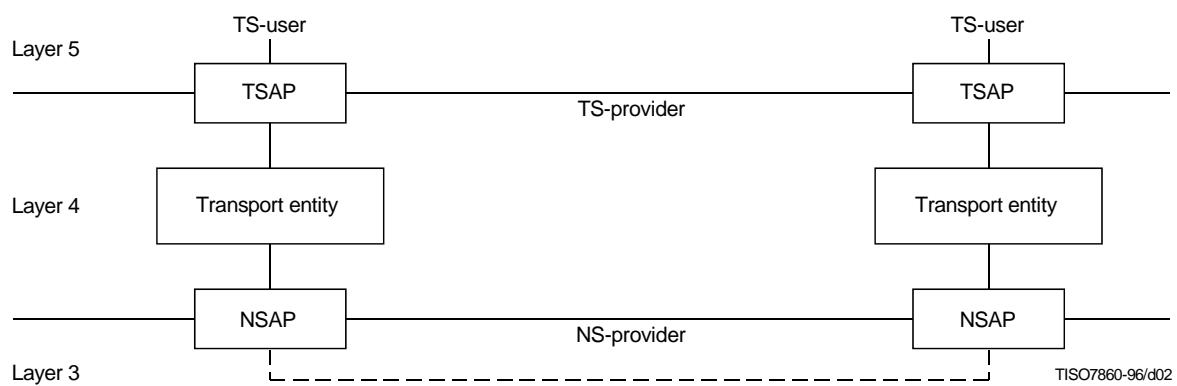 TS-user
TS-user
Layer 5
TSAP
TSAP
TS-provider
Layer 4
Transport entity
Transport entity
NSAP
NSAP
NS-provider
Layer 3
TISO7860-96/d02